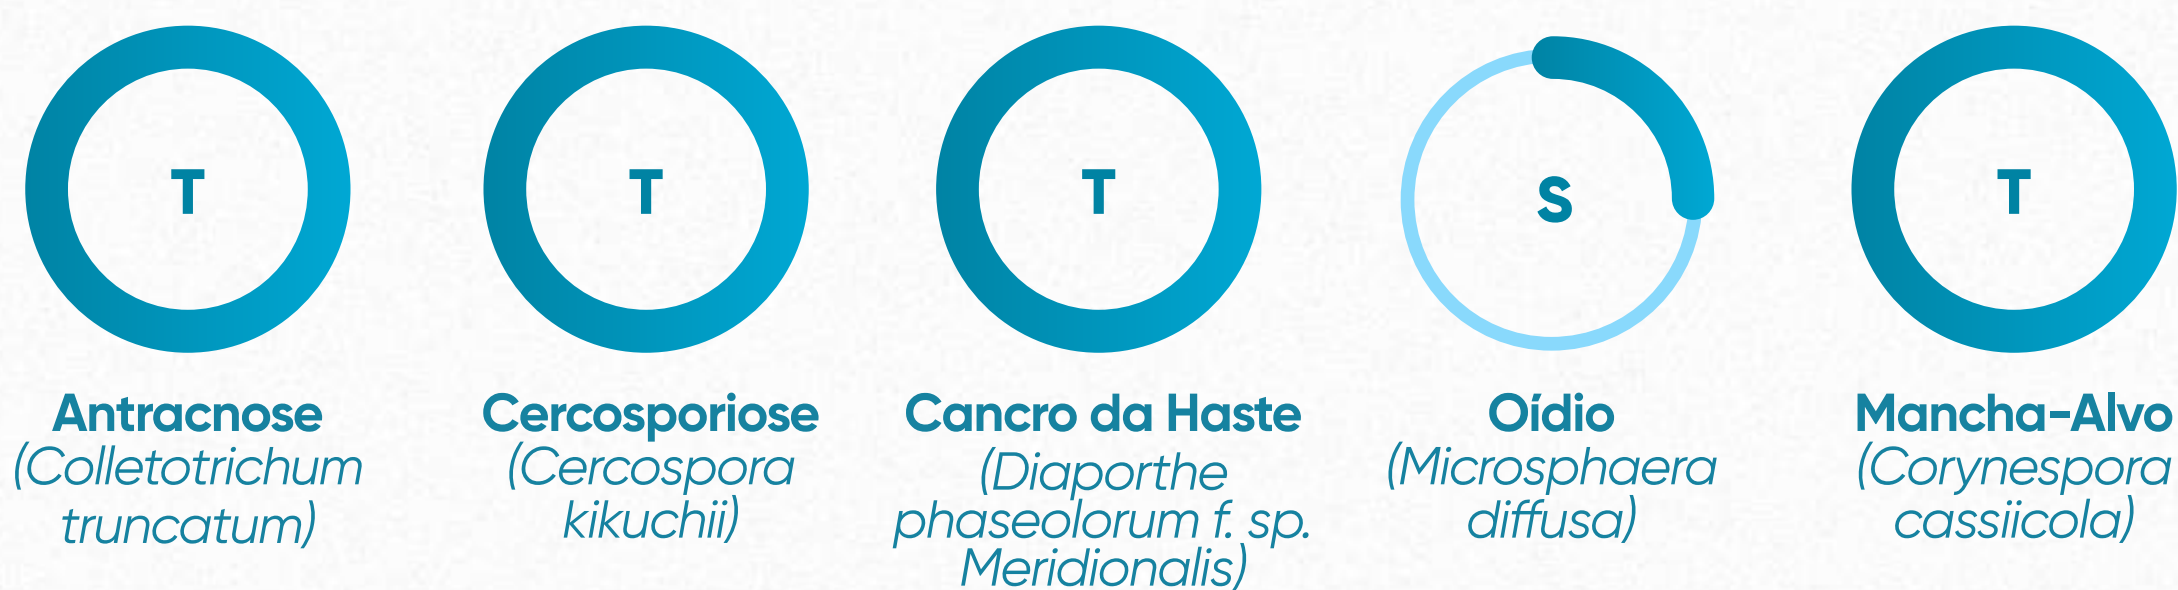 T
T
T
S
T
Antracnose
(Colletotrichum
truncatum)
Cercosporiose
(Cercospora
kikuchii)
Cancro da Haste
(Diaporthe
phaseolorum f. sp.
Meridionalis)
Oídio
(Microsphaera
diffusa)
Mancha-Alvo
(Corynespora
cassiicola)